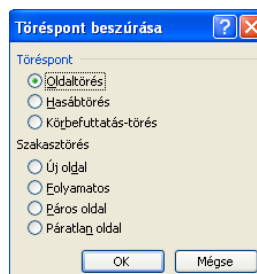 Töréspont beszúrása
Töréspont
Oldaltörés
Hasábtörés
Körbefuttatás-törés
Szakasztörés
Új oldal
Folyamatos
Páros oldal
Páratlan oldal
OK Mégse